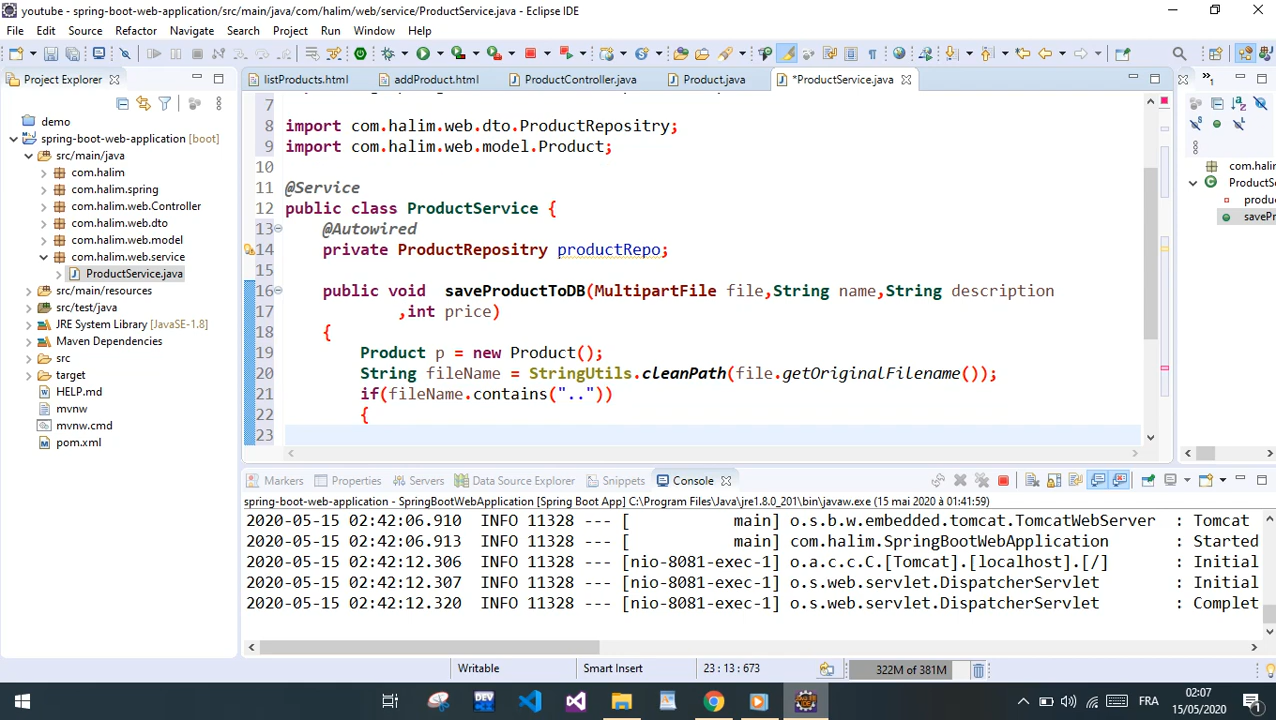 youtube - spring-boot-web-application/src/main/java/com/halim/web/service/ProductService.java - Eclipse IDE
File Edit Source Refactor Navigate Search Project Run Window Help
Project Explorer
listProducts.html addProduct.html ProductController.java Product.java *ProductService.java
demo
spring-boot-web-application [boot]
src/main/java
com.halim
com.halim.spring
com.halim.web.Controller
com.halim.web.dto
com.halim.web.model
com.halim.web.service
ProductService.java
src/main/resources
src/test/java
JRE System Library [JavaSE-1.8]
Maven Dependencies
src
target
HELP.md
mvnw
mvnw.cmd
pom.xml
7
8 import com.halim.web.dto.ProductRepositry;
9 import com.halim.web.model.Product;
10
11 @Service
12 public class ProductService {
13 @Autowired
14 private ProductRepositry productRepo;
15
16 public void saveProductToDB(MultipartFile file,String name,String description
17 ,int price)
18 {
19 Product p = new Product();
20 String fileName = StringUtils.cleanPath(file.getOriginalFilename());
21 if(fileName.contains(".."))
22 {
23
com.halin
ProductSe
produc
savePr
Markers Properties Servers Data Source Explorer Snippets Console
spring-boot-web-application - SpringBootWebApplication [Spring Boot App] C:\Program Files\Java\jre1.8.0_201\bin\javaw.exe (15 mai 2020 à 01:41:59)
2020-05-15 02:42:06.910 INFO 11328 --- [ main] o.s.b.w.embedded.tomcat.TomcatWebServer : Tomcat
2020-05-15 02:42:06.913 INFO 11328 --- [ main] com.halim.SpringBootWebApplication : Started
2020-05-15 02:42:12.306 INFO 11328 --- [nio-8081-exec-1] o.a.c.c.C.[Tomcat].[localhost].[/] : Initial
2020-05-15 02:42:12.307 INFO 11328 --- [nio-8081-exec-1] o.s.web.servlet.DispatcherServlet : Initial
2020-05-15 02:42:12.320 INFO 11328 --- [nio-8081-exec-1] o.s.web.servlet.DispatcherServlet : Complet
Writable Smart Insert 23 : 13 : 673 322M of 381M
FRA 02:07
15/05/2020